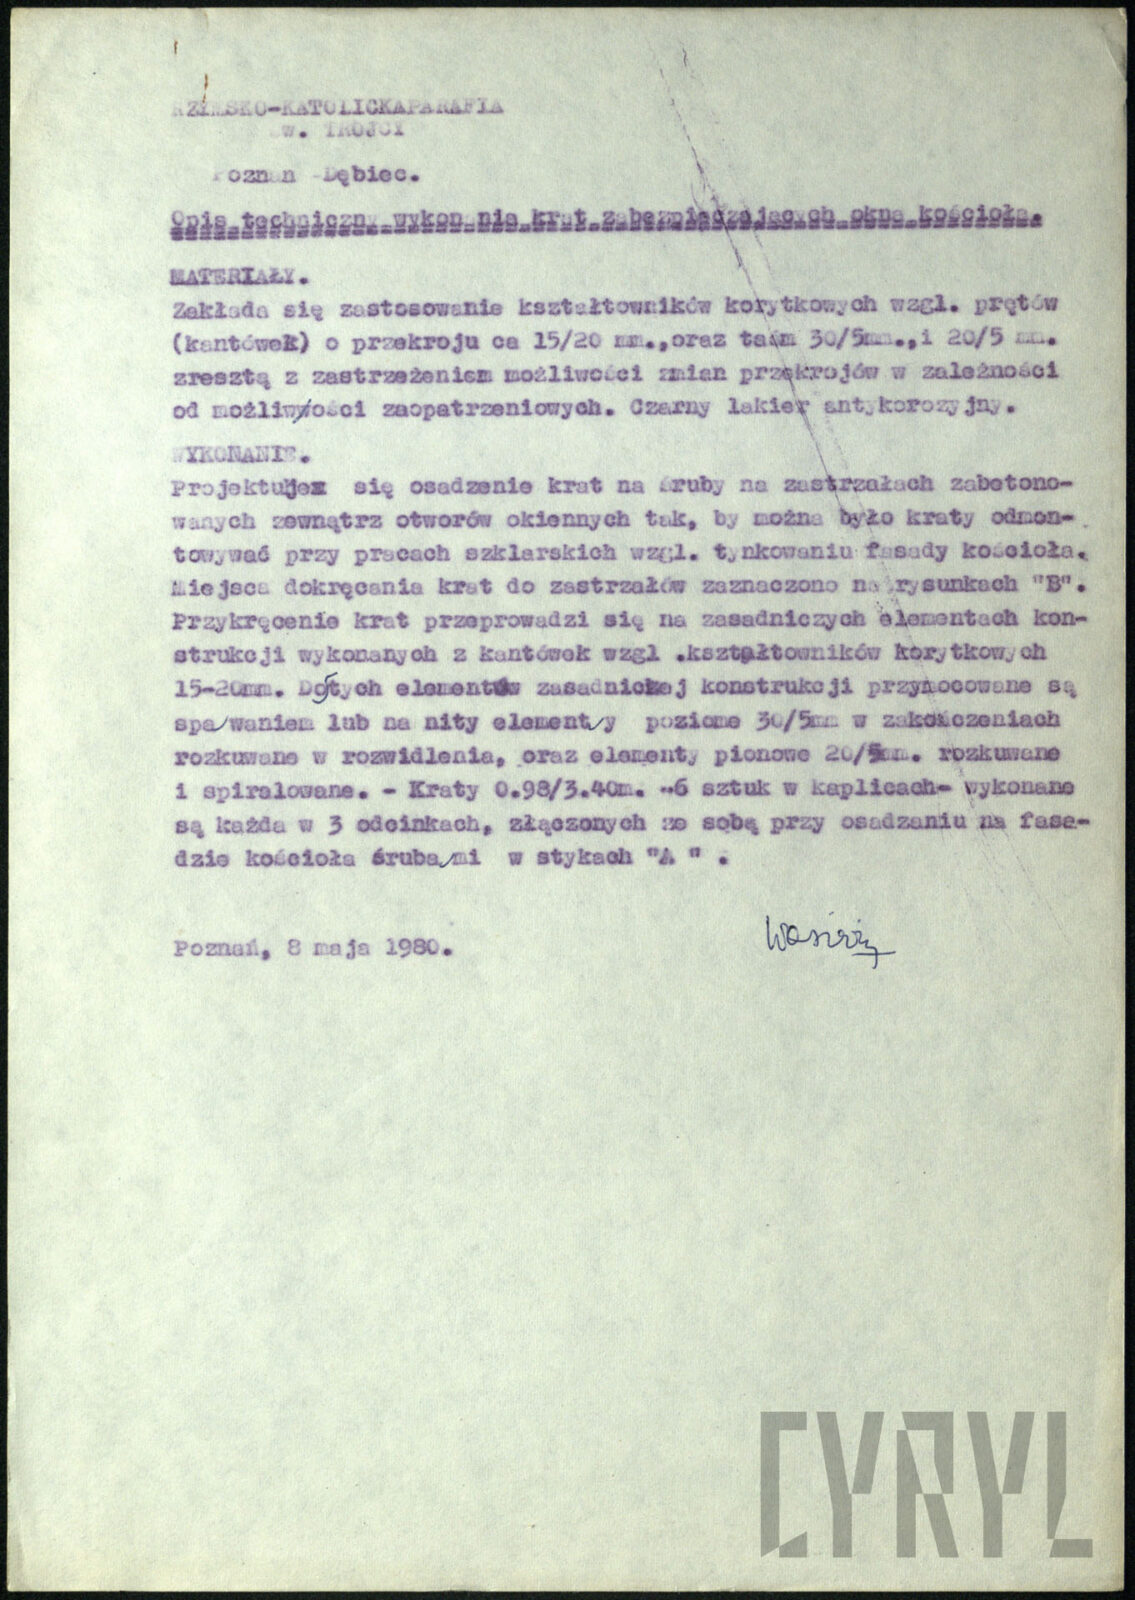 RZYMSKO-KATOLICKAPARAFIA
św. TRÓJCY
Poznań -Dębiec.
Opis techniczny wykonania krat zabezpieczających okna kościoła.
MATERIAŁY.
Zakłada się zastosowanie kształtowników korytkowych wzgl. prętów
(kantówek) o przekroju ca 15/20 mm.,oraz taśm 30/5mm.,i 20/5 mm.
zresztą z zastrzeżeniem możliwości zmian przekrojów w zależności
od możliwości zaopatrzeniowych. Czarny lakier antykorozyjny.
WYKONANIE.
Projektuje się osadzenie krat na śruby na zastrzałach zabetono-
wanych zewnątrz otworów okiennych tak, by można było kraty odmon-
towywać przy pracach szklarskich wzgl. tynkowaniu fasady kościoła.
Miejsca dokręcania krat do zastrzałów zaznaczono na rysunkach "B".
Przykręcenie krat przeprowadzi się na zasadniczych elementach kon-
strukcji wykonanych z kantówek wzgl .kształtowników korytkowych
15-20mm. Do tych elementów zasadniczej konstrukcji przymocowane są
spawaniem lub na nity elementy poziome 30/5mm w zakończeniach
rozkuwane w rozwidlenia, oraz elementy pionowe 20/5mm. rozkuwane
i spiralowane. - Kraty 0.98/3.40m. -6 sztuk w kaplicach- wykonane
są każda w 3 odcinkach, złączonych ze sobą przy osadzaniu na fasa-
dzie kościoła śrubami w stykach "A " .
Poznań, 8 maja 1980.
CYRYL